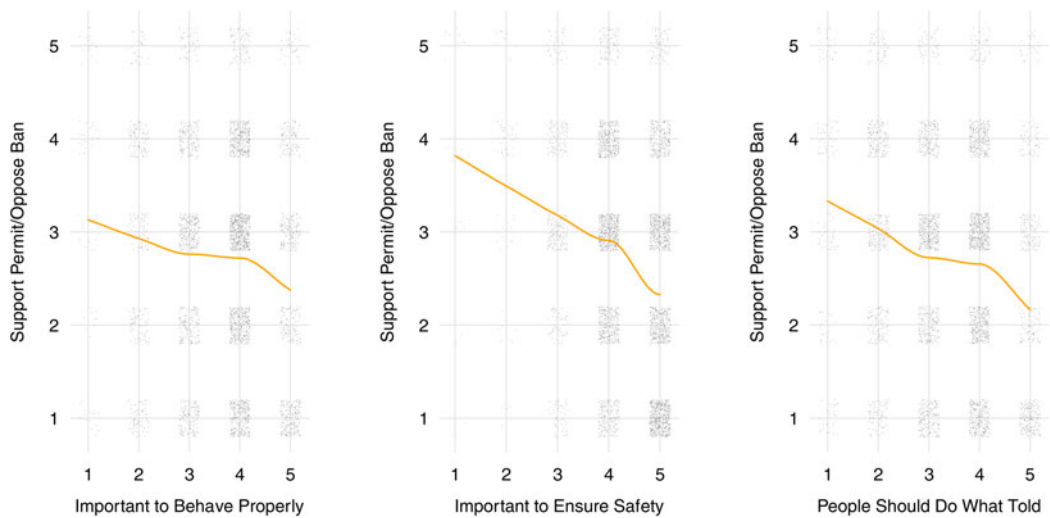 Support Permit/Oppose Ban
5
4
3
2
1
1 2 3 4 5
Important to Behave Properly
Support Permit/Oppose Ban
5
4
3
2
1
1 2 3 4 5
Important to Ensure Safety
Support Permit/Oppose Ban
5
4
3
2
1
1 2 3 4 5
People Should Do What Told